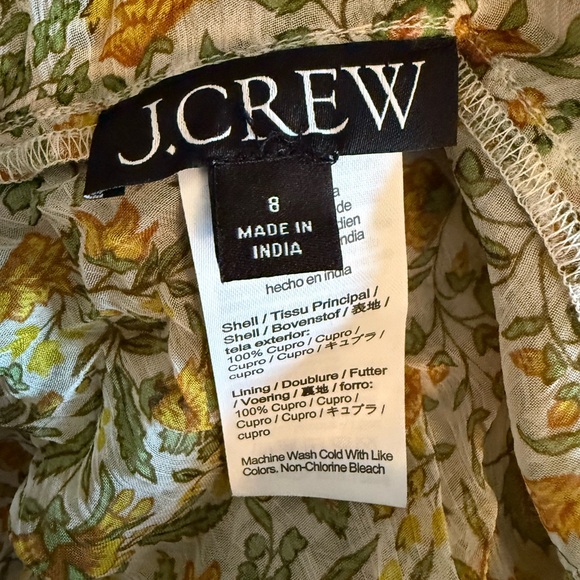 J.CREW
8
MADE IN
INDIA
hecho en india
Shell / Tissu Principal /
Shell / Bovenstof / 表地 /
tela exterior:
100% Cupro / Cupro /
Cupro / Cupro / キュプラ /
cupro
Lining / Doublure / Futter
/ Voering / 裏地 / forro:
100% Cupro / Cupro /
Cupro / Cupro / キュプラ /
cupro
Machine Wash Cold With Like
Colors. Non-Chlorine Bleach